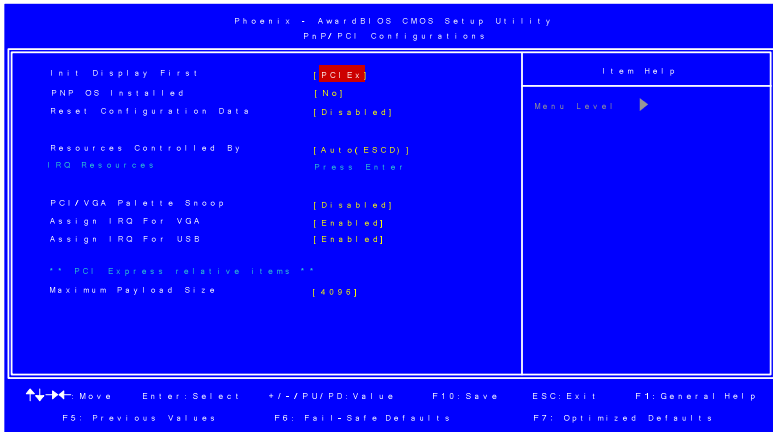 Phoenix - AwardBIOS CMOS Setup Utility
PnP/PCI Configurations
Init Display First [PCIEx]
PNP OS Installed [No]
Reset Configuration Data [Disabled]
Resources Controlled By [Auto(ESCD)]
IRQ Resources Press Enter
PCI/VGA Palette Snoop [Disabled]
Assign IRQ For VGA [Enabled]
Assign IRQ For USB [Enabled]
** PCI Express relative items **
Maximum Payload Size [4096]
Item Help
Menu Level
:Move Enter:Select +/-/PU/PD:Value F10:Save ESC:Exit F1:General Help
F5: Previous Values F6: Fail-Safe Defaults F7: Optimized Defaults